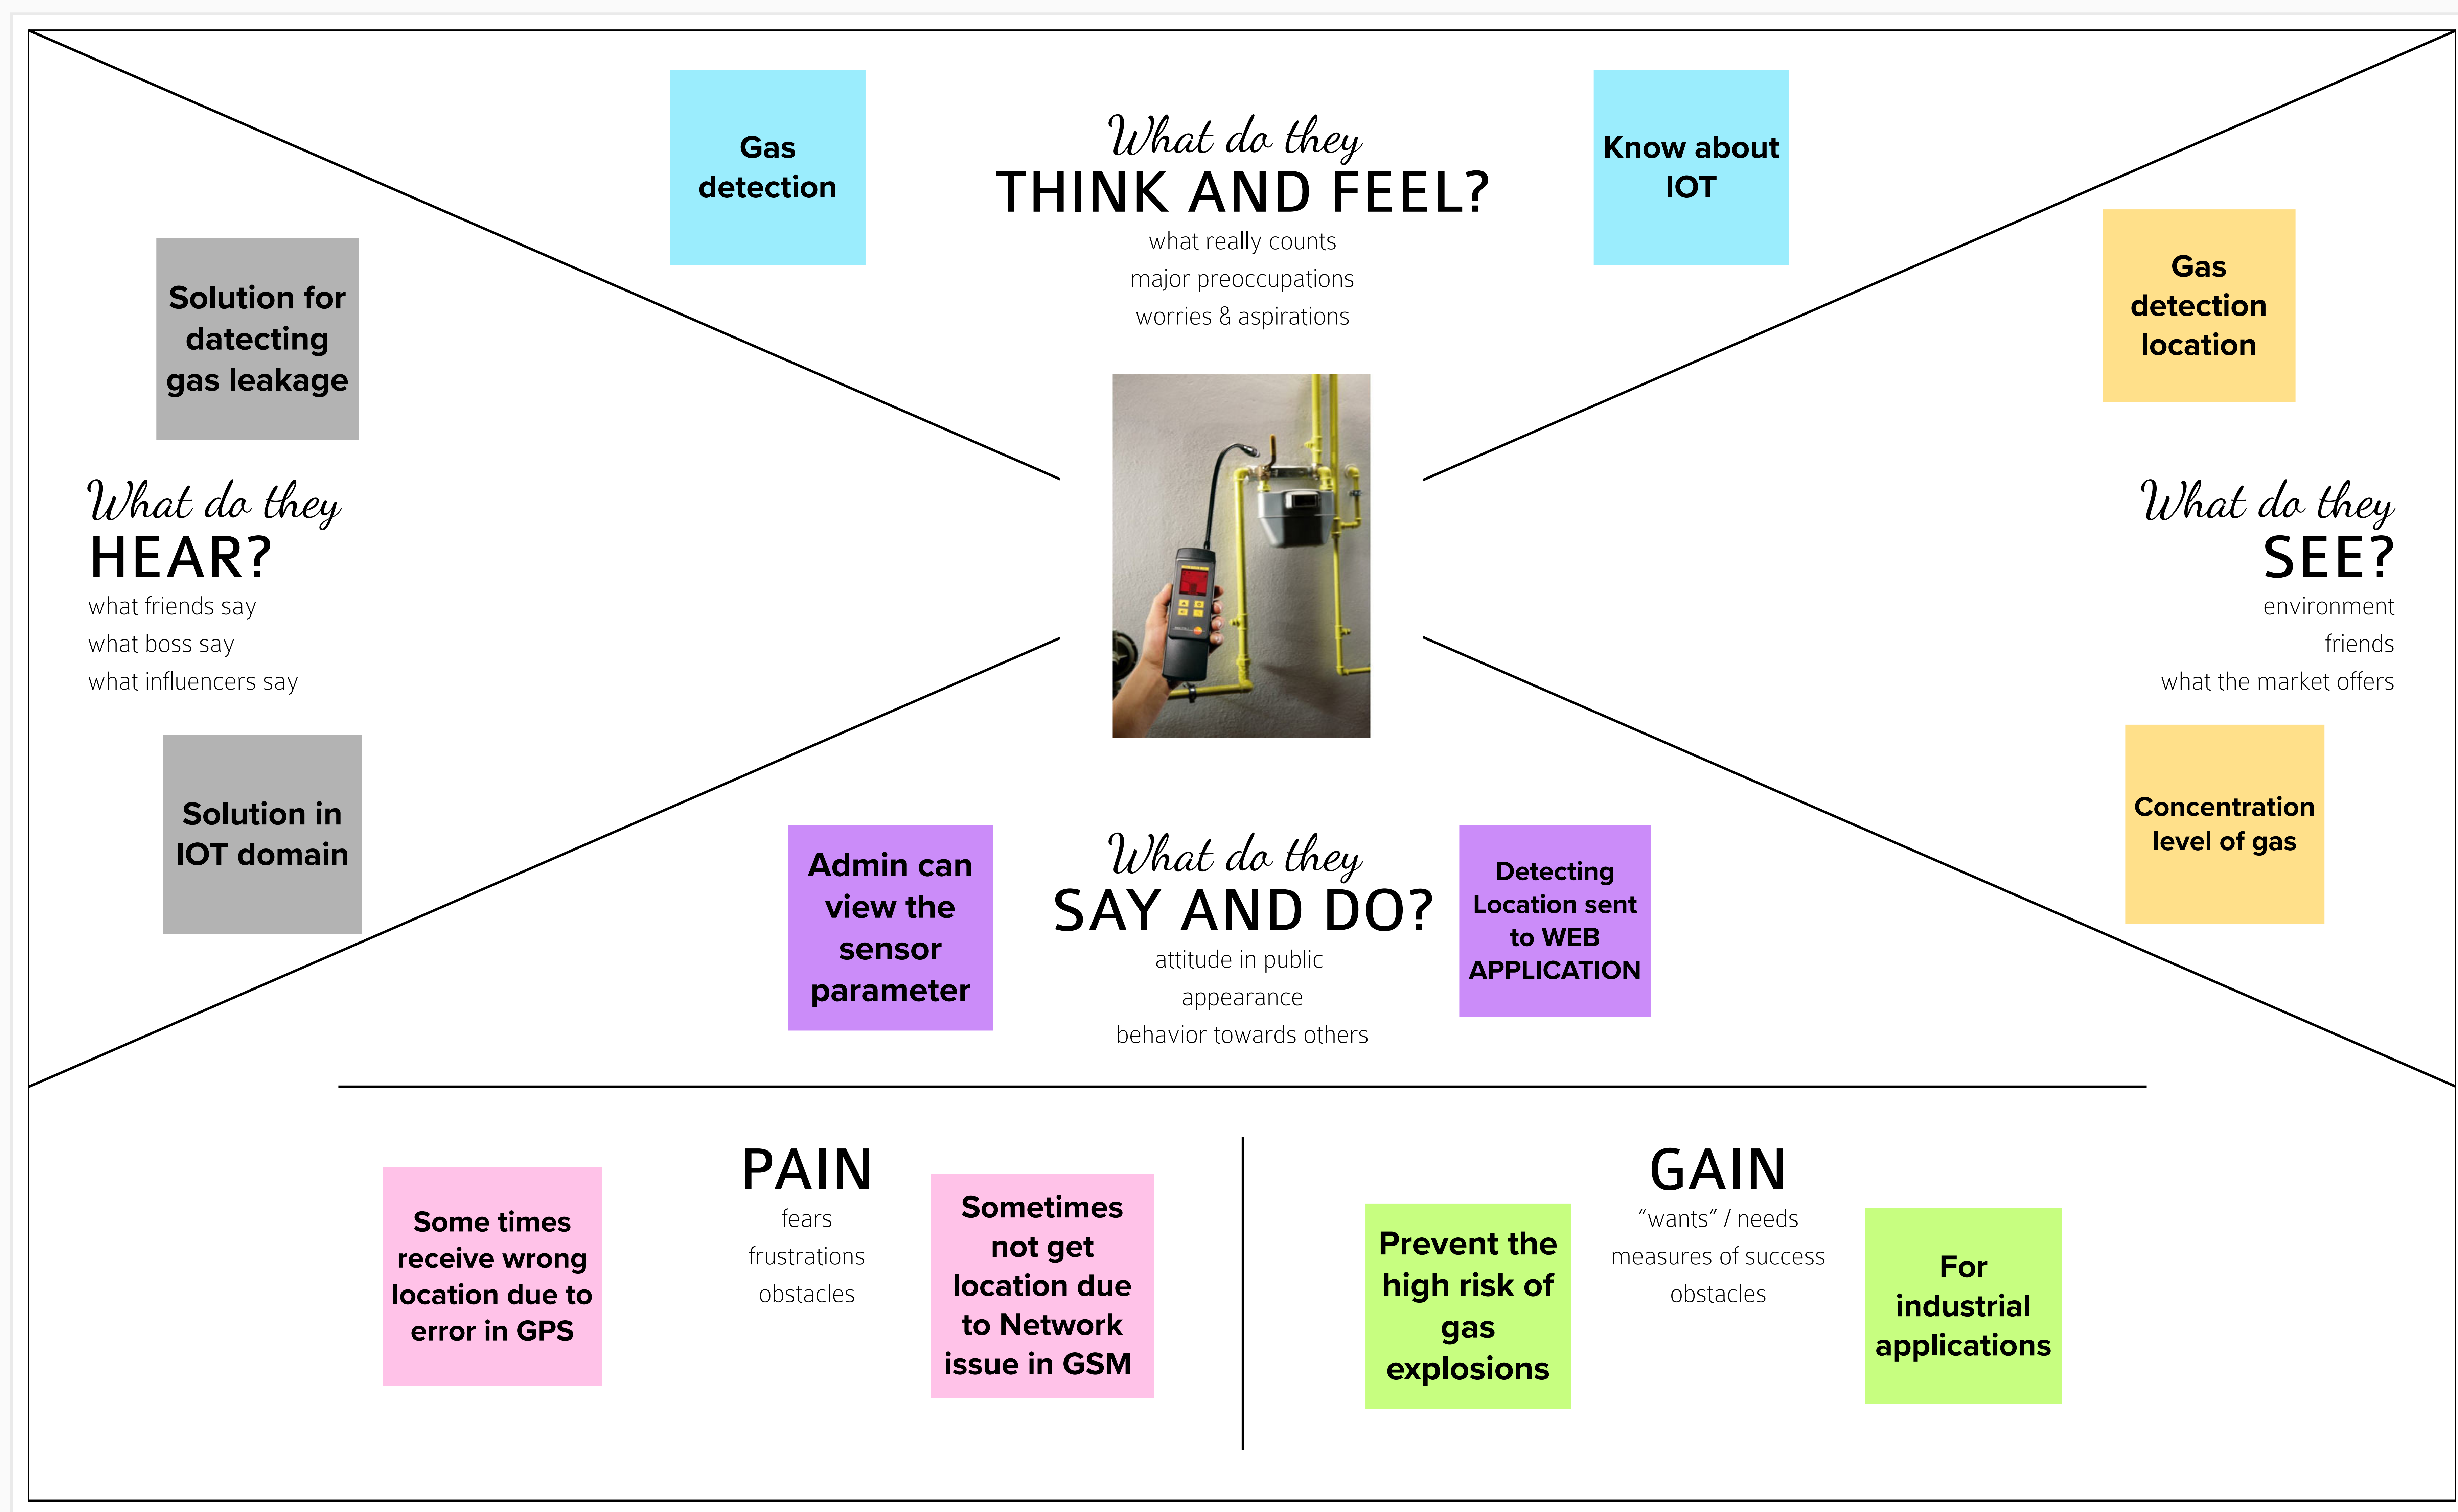 Gas
detection
What do they
THINK AND FEEL?
what really counts
major preoccupations
worries & aspirations
Know about
IOT
Solution for
datecting
gas leakage
What do they
HEAR?
what friends say
what boss say
what influencers say
Solution in
IOT domain
Gas
detection
location
What do they
SEE?
environment
friends
what the market offers
Concentration
level of gas
Admin can
view the
sensor
parameter
What do they
SAY AND DO?
attitude in public
appearance
behavior towards others
Detecting
Location sent
to WEB
APPLICATION
Some times
receive wrong
location due to
error in GPS
PAIN
fears
frustrations
obstacles
Sometimes
not get
location due
to Network
issue in GSM
Prevent the
high risk of
gas
explosions
GAIN
“wants” / needs
measures of success
obstacles
For
industrial
applications